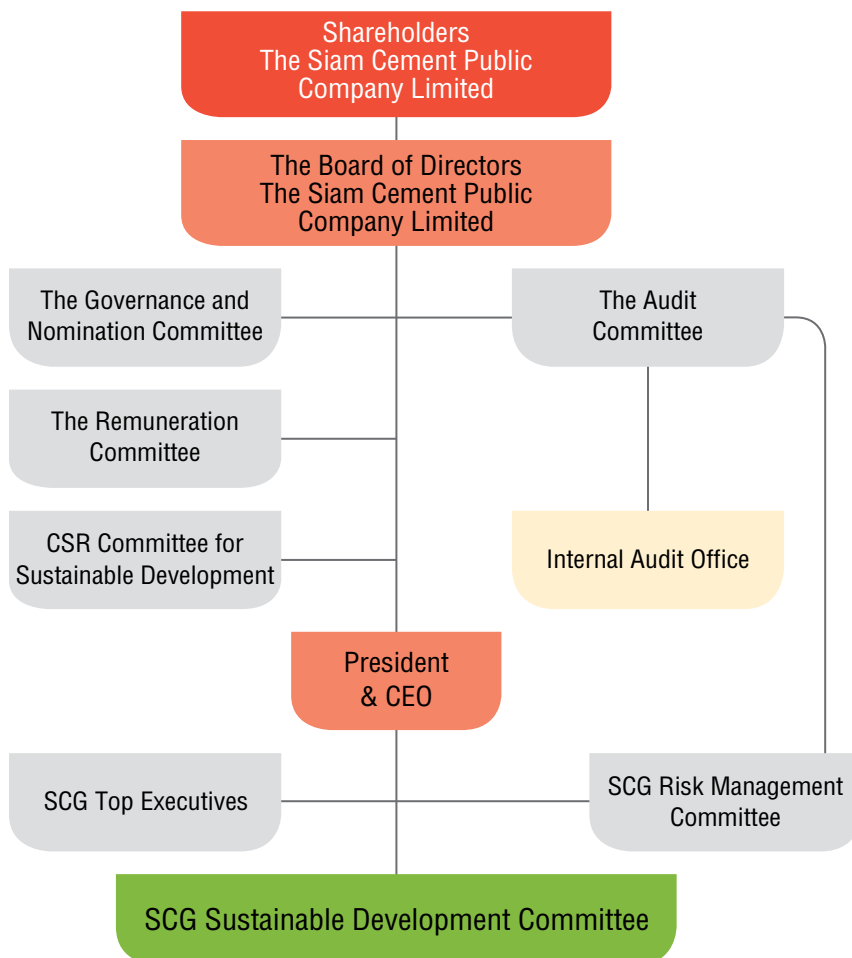 Shareholders
The Siam Cement Public
Company Limited
The Board of Directors
The Siam Cement Public
Company Limited
The Governance and
Nomination Committee
The Audit
Committee
The Remuneration
Committee
CSR Committee for
Sustainable Development
Internal Audit Office
President
& CEO
SCG Top Executives
SCG Risk Management
Committee
SCG Sustainable Development Committee